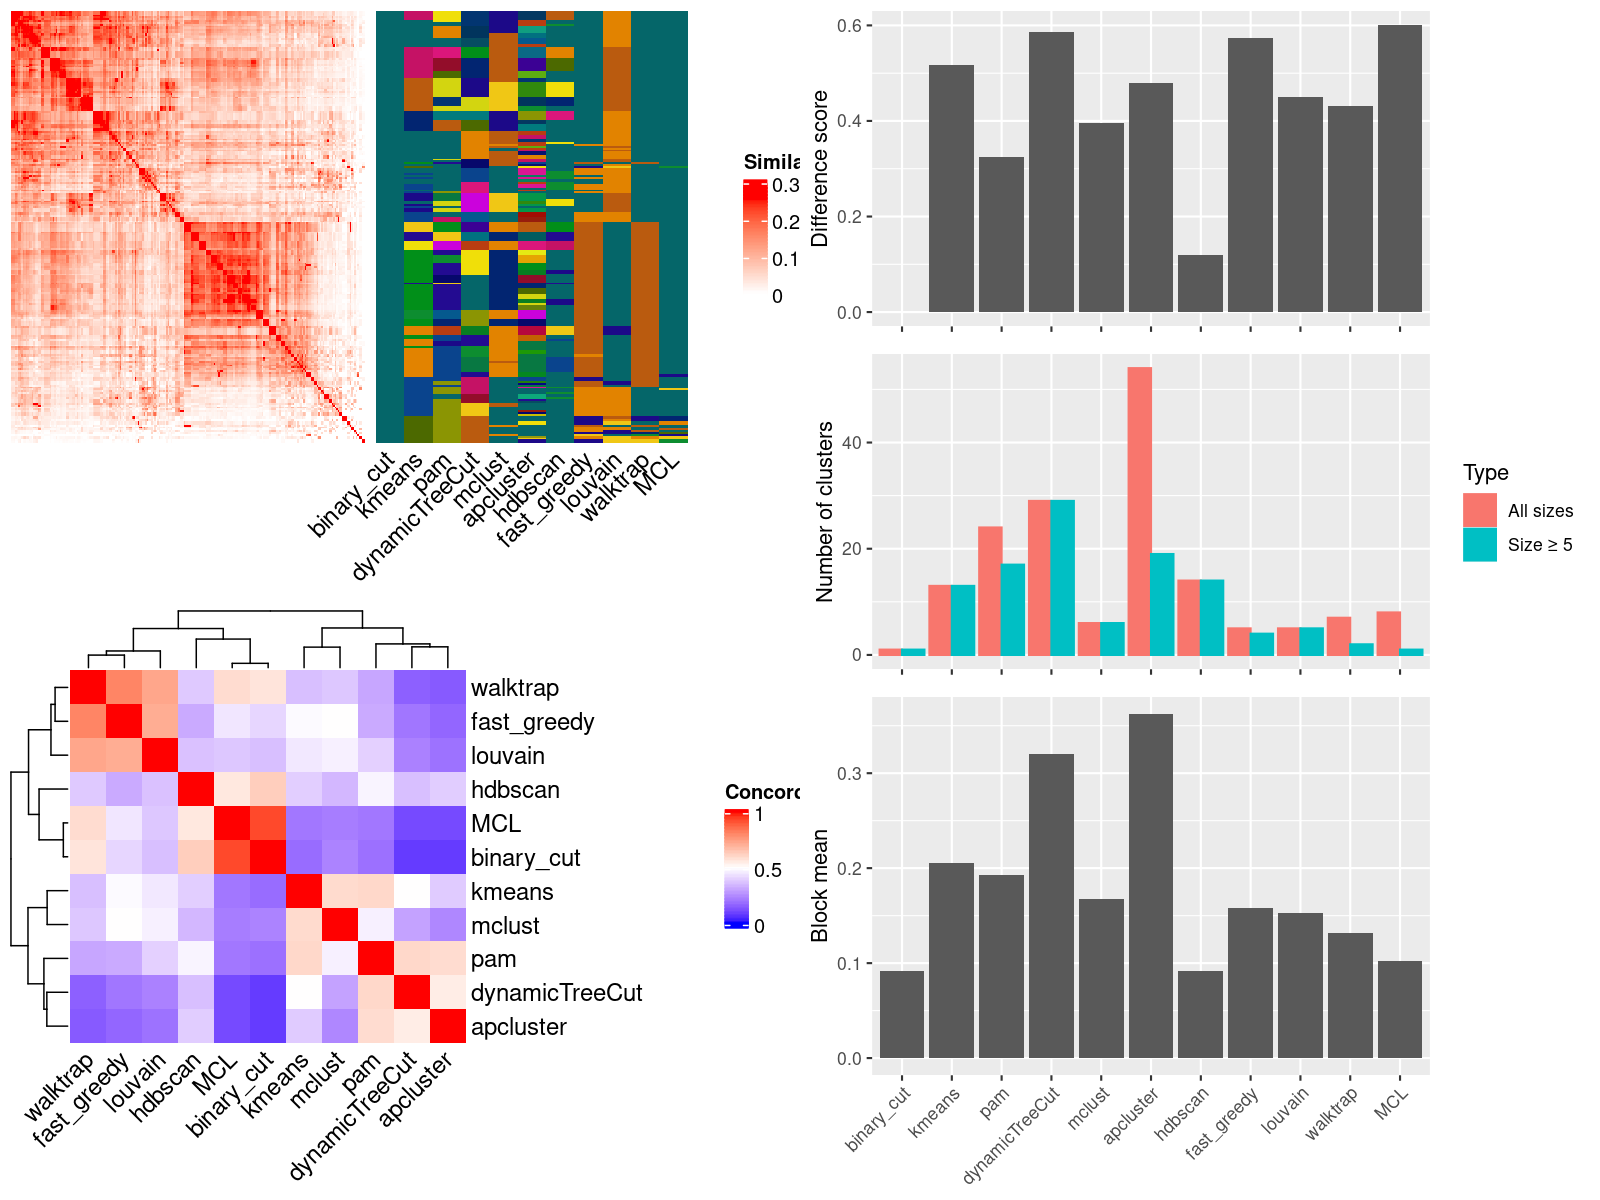 Simila
0.3
0.2
0.1
0
binary_cut
kmeans
pam
dynamicTreeCut
mclust
apcluster
hdbscan
fast_greedy
louvain
walktrap
MCL
walktrap
fast_greedy
louvain
hdbscan
MCL
binary_cut
kmeans
mclust
pam
dynamicTreeCut
apcluster
walktrap
fast_greedy
louvain
hdbscan
MCL
binary_cut
kmeans
mclust
pam
dynamicTreeCut
apcluster
Concord
1
0.5
0
Difference score
0.6
0.4
0.2
0.0
Number of clusters
40
20
0
Type
All sizes
Size ≥ 5
Block mean
0.3
0.2
0.1
0.0
binary_cut
kmeans
pam
dynamicTreeCut
mclust
apcluster
hdbscan
fast_greedy
louvain
walktrap
MCL